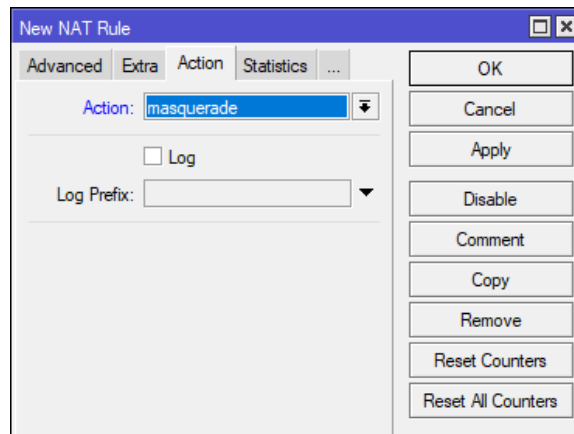 New NAT Rule
Advanced Extra Action Statistics ...
Action: masquerade
Log
Log Prefix:
OK
Cancel
Apply
Disable
Comment
Copy
Remove
Reset Counters
Reset All Counters